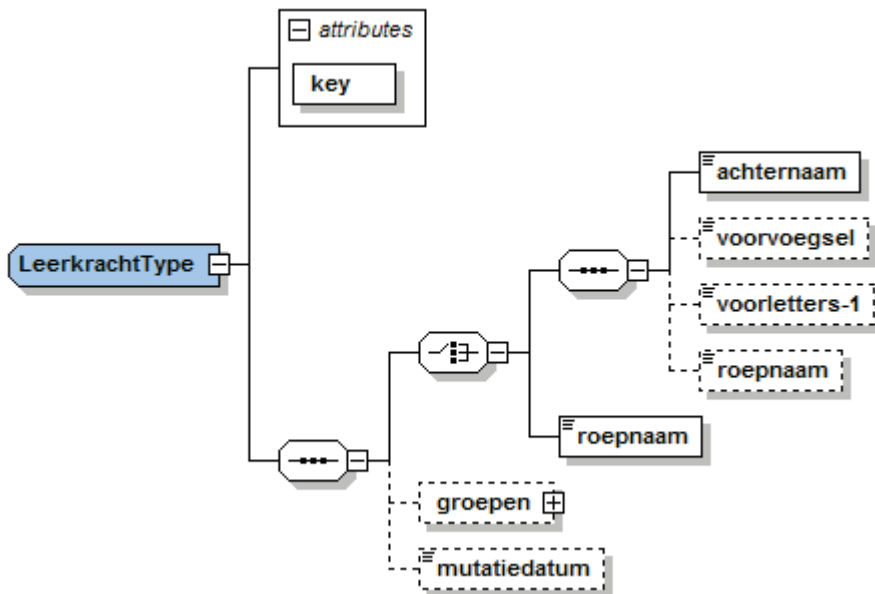 attributes
key
LeerkrachtType
achternaam
voorvoegsel
voorletters-1
roepnaam
roepnaam
groepen
mutatiedatum